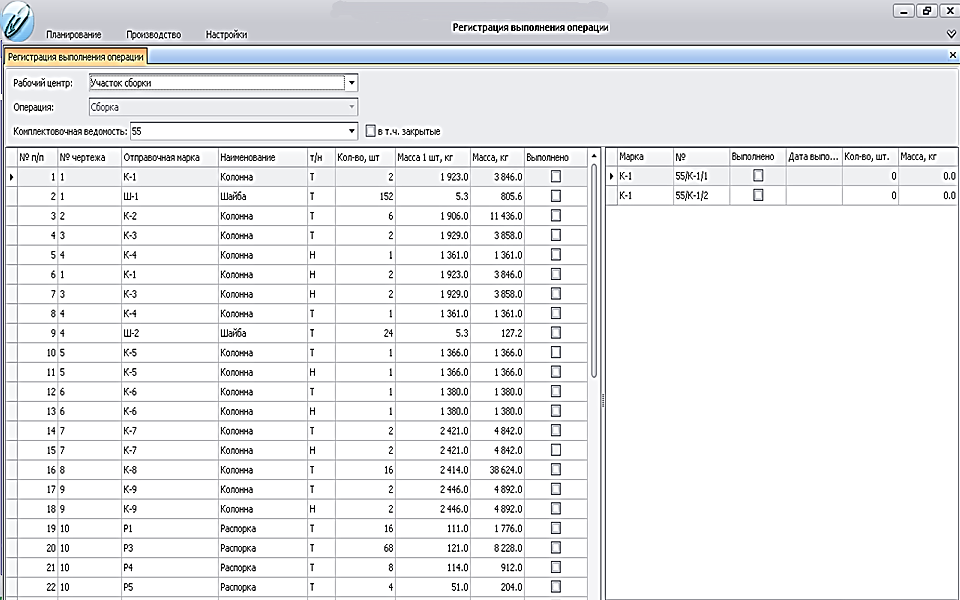 Регистрация выполнения операции
Планирование Производство Настройки
Регистрация выполнения операции
Рабочий центр: Участок сборки
Операция: Сборка
Комплектовочная ведомость: 55 в т.ч. закрытые
№ п/п № чертежа Отправочная марка Наименование т/н Кол-во, шт Масса 1 шт, кг Масса, кг Выполнено
1 1 К-1 Колонна Т 2 1 923.0 3 846.0
2 1 Ш-1 Шайба Т 152 5.3 805.6
3 2 К-2 Колонна Т 6 1 906.0 11 436.0
4 3 К-3 Колонна Т 2 1 929.0 3 858.0
5 4 К-4 Колонна Н 1 1 361.0 1 361.0
6 1 К-1 Колонна Н 2 1 923.0 3 846.0
7 3 К-3 Колонна Н 2 1 929.0 3 858.0
8 4 К-4 Колонна Т 1 1 361.0 1 361.0
9 4 Ш-2 Шайба Т 24 5.3 127.2
10 5 К-5 Колонна Т 1 1 366.0 1 366.0
11 5 К-5 Колонна Н 1 1 366.0 1 366.0
12 6 К-6 Колонна Т 1 1 380.0 1 380.0
13 6 К-6 Колонна Н 1 1 380.0 1 380.0
14 7 К-7 Колонна Т 2 2 421.0 4 842.0
15 7 К-7 Колонна Н 2 2 421.0 4 842.0
16 8 К-8 Колонна Т 16 2 414.0 38 624.0
17 9 К-9 Колонна Т 2 2 446.0 4 892.0
18 9 К-9 Колонна Н 2 2 446.0 4 892.0
19 10 Р1 Распорка Т 16 111.0 1 776.0
20 10 Р3 Распорка Т 68 121.0 8 228.0
21 10 Р4 Распорка Т 8 114.0 912.0
22 10 Р5 Распорка Т 4 51.0 204.0
Марка № Выполнено Дата выпо... Кол-во, шт. Масса, кг
К-1 55/К-1/1 0 0.0
К-1 55/К-1/2 0 0.0